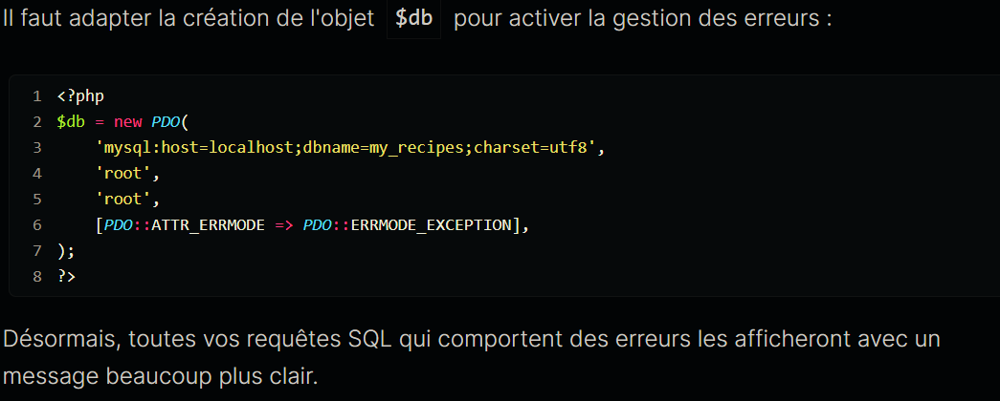 Il faut adapter la création de l'objet $db pour activer la gestion des erreurs :
1 <?php
2 $db = new PDO(
3     'mysql:host=localhost;dbname=my_recipes;charset=utf8',
4     'root',
5     'root',
6     [PDO::ATTR_ERRMODE => PDO::ERRMODE_EXCEPTION],
7 );
8 ?>
Désormais, toutes vos requêtes SQL qui comportent des erreurs les afficheront avec un
message beaucoup plus clair.